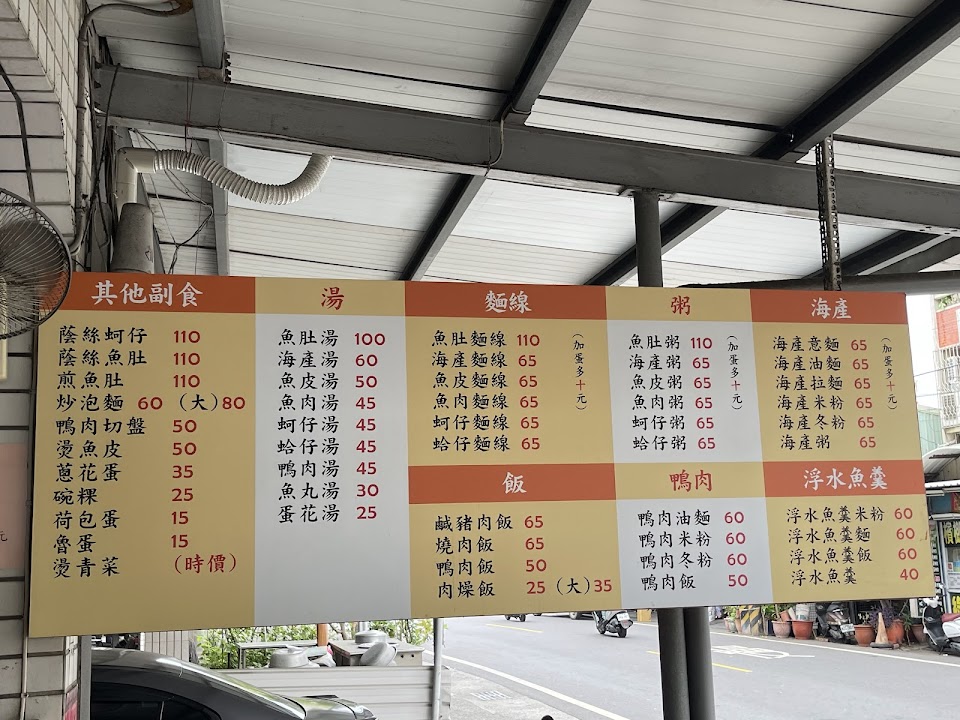 其他副食
蔭絲蚵仔 110
蔭絲魚肚 110
煎魚肚 110
炒泡麵 60 (大)80
鴨肉切盤 50
燙魚皮 50
蔥花蛋 35
碗粿 25
荷包蛋 15
魯蛋 15
燙青菜 (時價)
湯
魚肚湯 100
海產湯 60
魚皮湯 50
魚肉湯 45
蚵仔湯 45
蛤仔湯 45
鴨肉湯 45
魚丸湯 30
蛋花湯 25
麵線
魚肚麵線 110
海產麵線 65
魚皮麵線 65
魚肉麵線 65
蚵仔麵線 65
蛤仔麵線 65
(加蛋多十元)
粥
魚肚粥 110
海產粥 65
魚皮粥 65
魚肉粥 65
蚵仔粥 65
蛤仔粥 65
(加蛋多十元)
海產
海產意麵 65
海產油麵 65
海產拉麵 65
海產米粉 65
海產冬粉 65
海產粥 65
(加蛋多十元)
飯
鹹豬肉飯 65
燒肉飯 65
鴨肉飯 50
肉燥飯 25 (大)35
鴨肉
鴨肉油麵 60
鴨肉米粉 60
鴨肉冬粉 60
鴨肉飯 50
浮水魚羹
浮水魚羹米粉 60
浮水魚羹麵 60
浮水魚羹飯 60
浮水魚羹 40
元